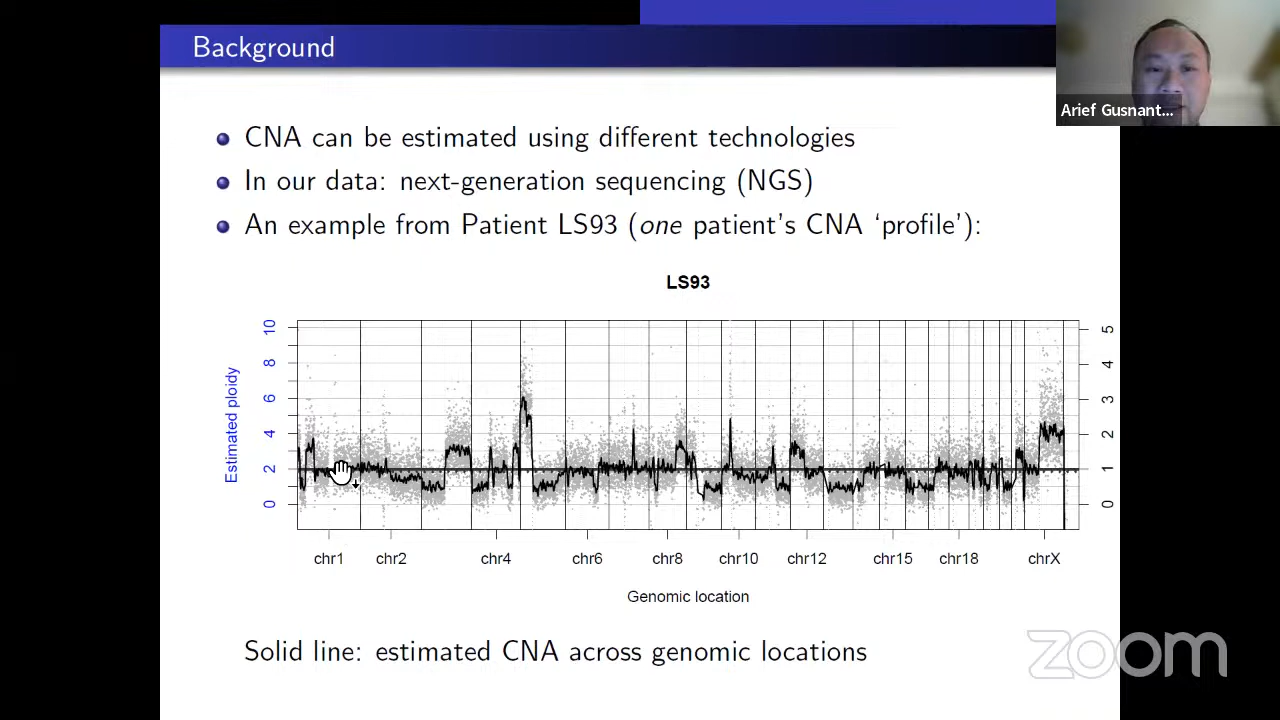 Background
Arief Gusnant...
CNA can be estimated using different technologies
In our data: next-generation sequencing (NGS)
An example from Patient LS93 (one patient's CNA ‘profile’):
LS93
Estimated ploidy
10
8
6
4
2
0
5
4
3
2
1
0
chr1 chr2 chr4 chr6 chr8 chr10 chr12 chr15 chr18 chrX
Genomic location
Solid line: estimated CNA across genomic locations
zoom